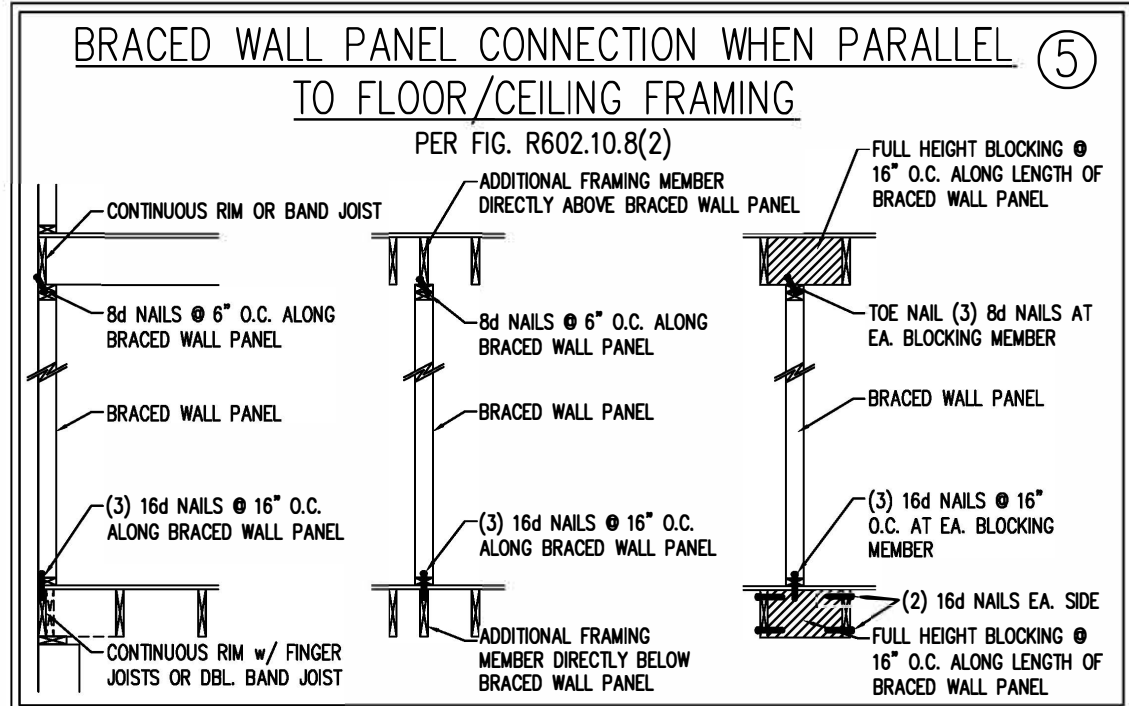 BRACED WALL PANEL CONNECTION WHEN PARALLEL
TO FLOOR/CEILING FRAMING
5
PER FIG. R602.10.8(2)
CONTINUOUS RIM OR BAND JOIST
8d NAILS @ 6" O.C. ALONG
BRACED WALL PANEL
BRACED WALL PANEL
(3) 16d NAILS @ 16" O.C.
ALONG BRACED WALL PANEL
CONTINUOUS RIM w/ FINGER
JOISTS OR DBL. BAND JOIST
ADDITIONAL FRAMING MEMBER
DIRECTLY ABOVE BRACED WALL PANEL
8d NAILS @ 6" O.C. ALONG
BRACED WALL PANEL
BRACED WALL PANEL
(3) 16d NAILS @ 16" O.C.
ALONG BRACED WALL PANEL
ADDITIONAL FRAMING
MEMBER DIRECTLY BELOW
BRACED WALL PANEL
FULL HEIGHT BLOCKING @
16" O.C. ALONG LENGTH OF
BRACED WALL PANEL
TOE NAIL (3) 8d NAILS AT
EA. BLOCKING MEMBER
BRACED WALL PANEL
(3) 16d NAILS @ 16"
O.C. AT EA. BLOCKING
MEMBER
(2) 16d NAILS EA. SIDE
FULL HEIGHT BLOCKING @
16" O.C. ALONG LENGTH OF
BRACED WALL PANEL